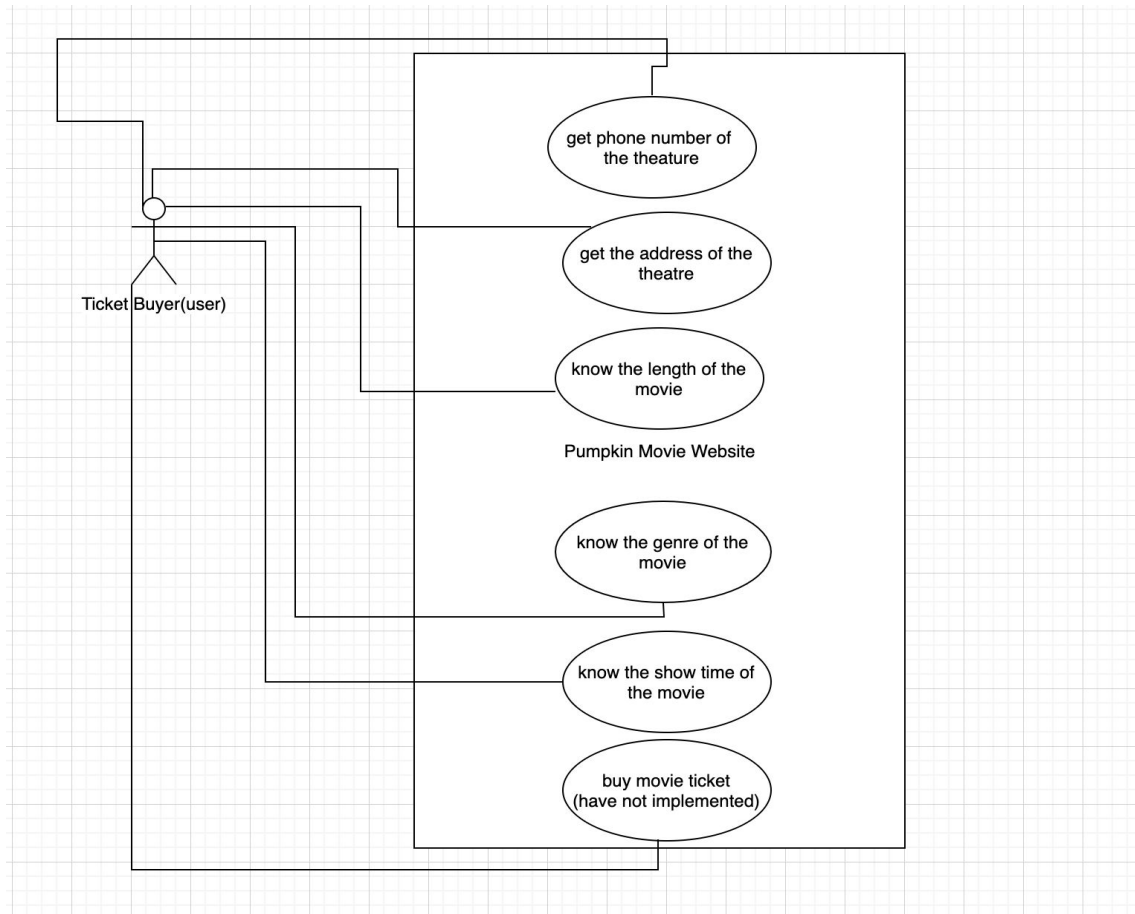 get phone number of
the theature
get the address of the
theatre
Ticket Buyer(user)
know the length of the
movie
Pumpkin Movie Website
know the genre of the
movie
know the show time of
the movie
buy movie ticket
(have not implemented)